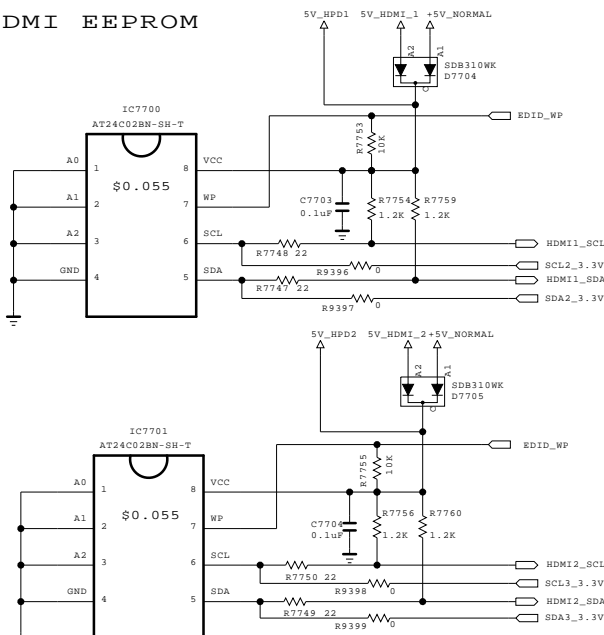 DMI EEPROM
5V_HPD1 5V_HDMI_1 +5V_NORMAL
A2 A1
SDB310WK
D7704
C
IC7700
AT24C02BN-SH-T
EDID_WP
R7753
10K
A0 1 8 VCC
$0.055
A1 2 7 WP
C7703
0.1uF
R7754
1.2K
R7759
1.2K
A2 3 6 SCL
HDMI1_SCL
R7748 22
SCL2_3.3V
R9396 0
GND 4 5 SDA
HDMI1_SDA
R7747 22
SDA2_3.3V
R9397 0
5V_HPD2 5V_HDMI_2 +5V_NORMAL
A2 A1
SDB310WK
D7705
C
IC7701
AT24C02BN-SH-T
EDID_WP
R7755
10K
A0 1 8 VCC
$0.055
A1 2 7 WP
C7704
0.1uF
R7756
1.2K
R7760
1.2K
A2 3 6 SCL
HDMI2_SCL
R7750 22
SCL3_3.3V
R9398 0
GND 4 5 SDA
HDMI2_SDA
R7749 22
SDA3_3.3V
R9399 0